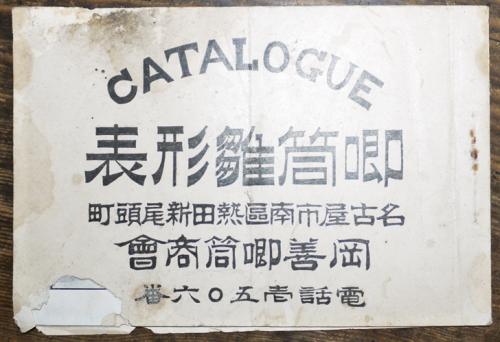 CATALOGUE
喞筒雛形表
名古屋市南區熱田新尾頭町
岡善喞筒商會
電話壱五〇六番